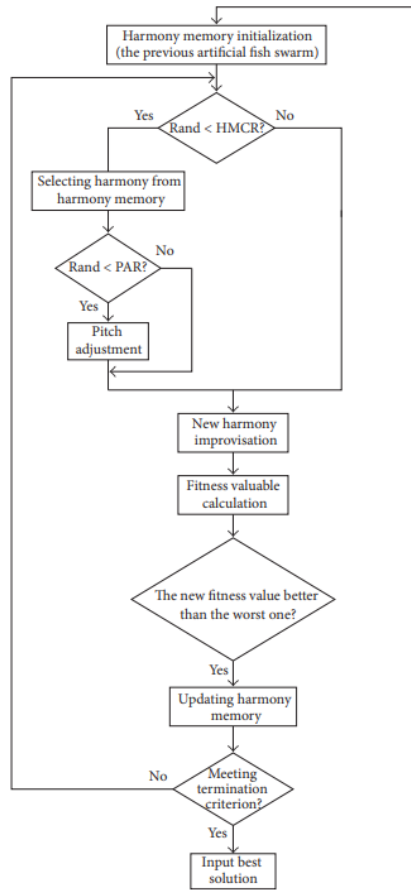 Harmony memory initialization
(the previous artificial fish swarm)
Yes
No
Rand < HMCR?
Selecting harmony from
harmony memory
No
Rand < PAR?
Yes
Pitch
adjustment
New harmony
improvisation
Fitness valuable
calculation
The new fitness value better
than the worst one?
Yes
Updating harmony
memory
No
Meeting
termination
criterion?
Yes
Input best
solution